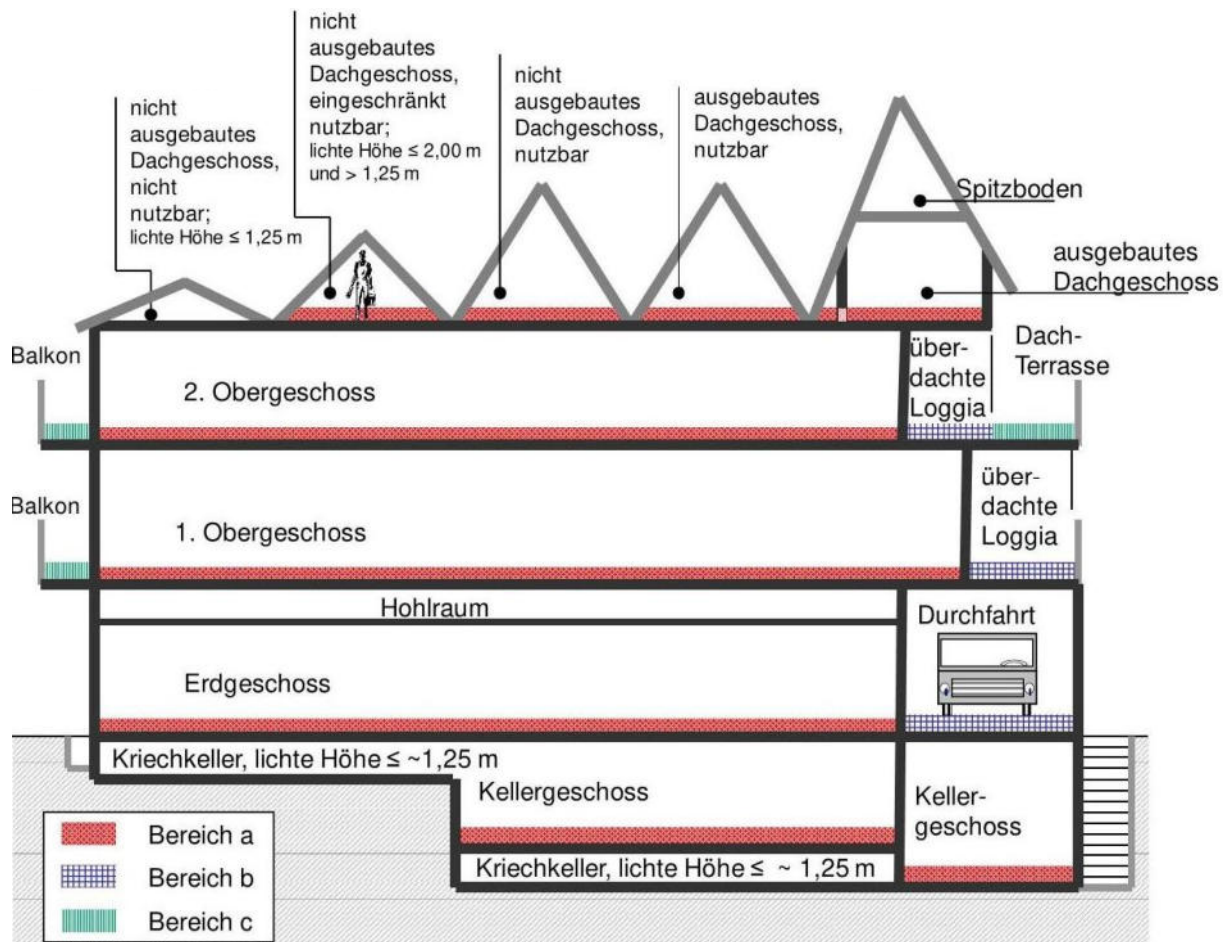 nicht
ausgebautes
Dachgeschoss,
nicht
nutzbar;
lichte Höhe ≤ 1,25 m
nicht
ausgebautes
Dachgeschoss,
eingeschränkt
nutzbar;
lichte Höhe ≤ 2,00 m
und > 1,25 m
nicht
ausgebautes
Dachgeschoss,
nutzbar
ausgebautes
Dachgeschoss,
nutzbar
Spitzboden
ausgebautes
Dachgeschoss
Balkon
2. Obergeschoss
über-
dachte
Loggia
Dach-
Terrasse
Balkon
1. Obergeschoss
über-
dachte
Loggia
Hohlraum
Erdgeschoss
Durchfahrt
Kriechkeller, lichte Höhe ≤ ~1,25 m
Kellergeschoss
Keller-
geschoss
Kriechkeller, lichte Höhe ≤ ~ 1,25 m
Bereich a
Bereich b
Bereich c